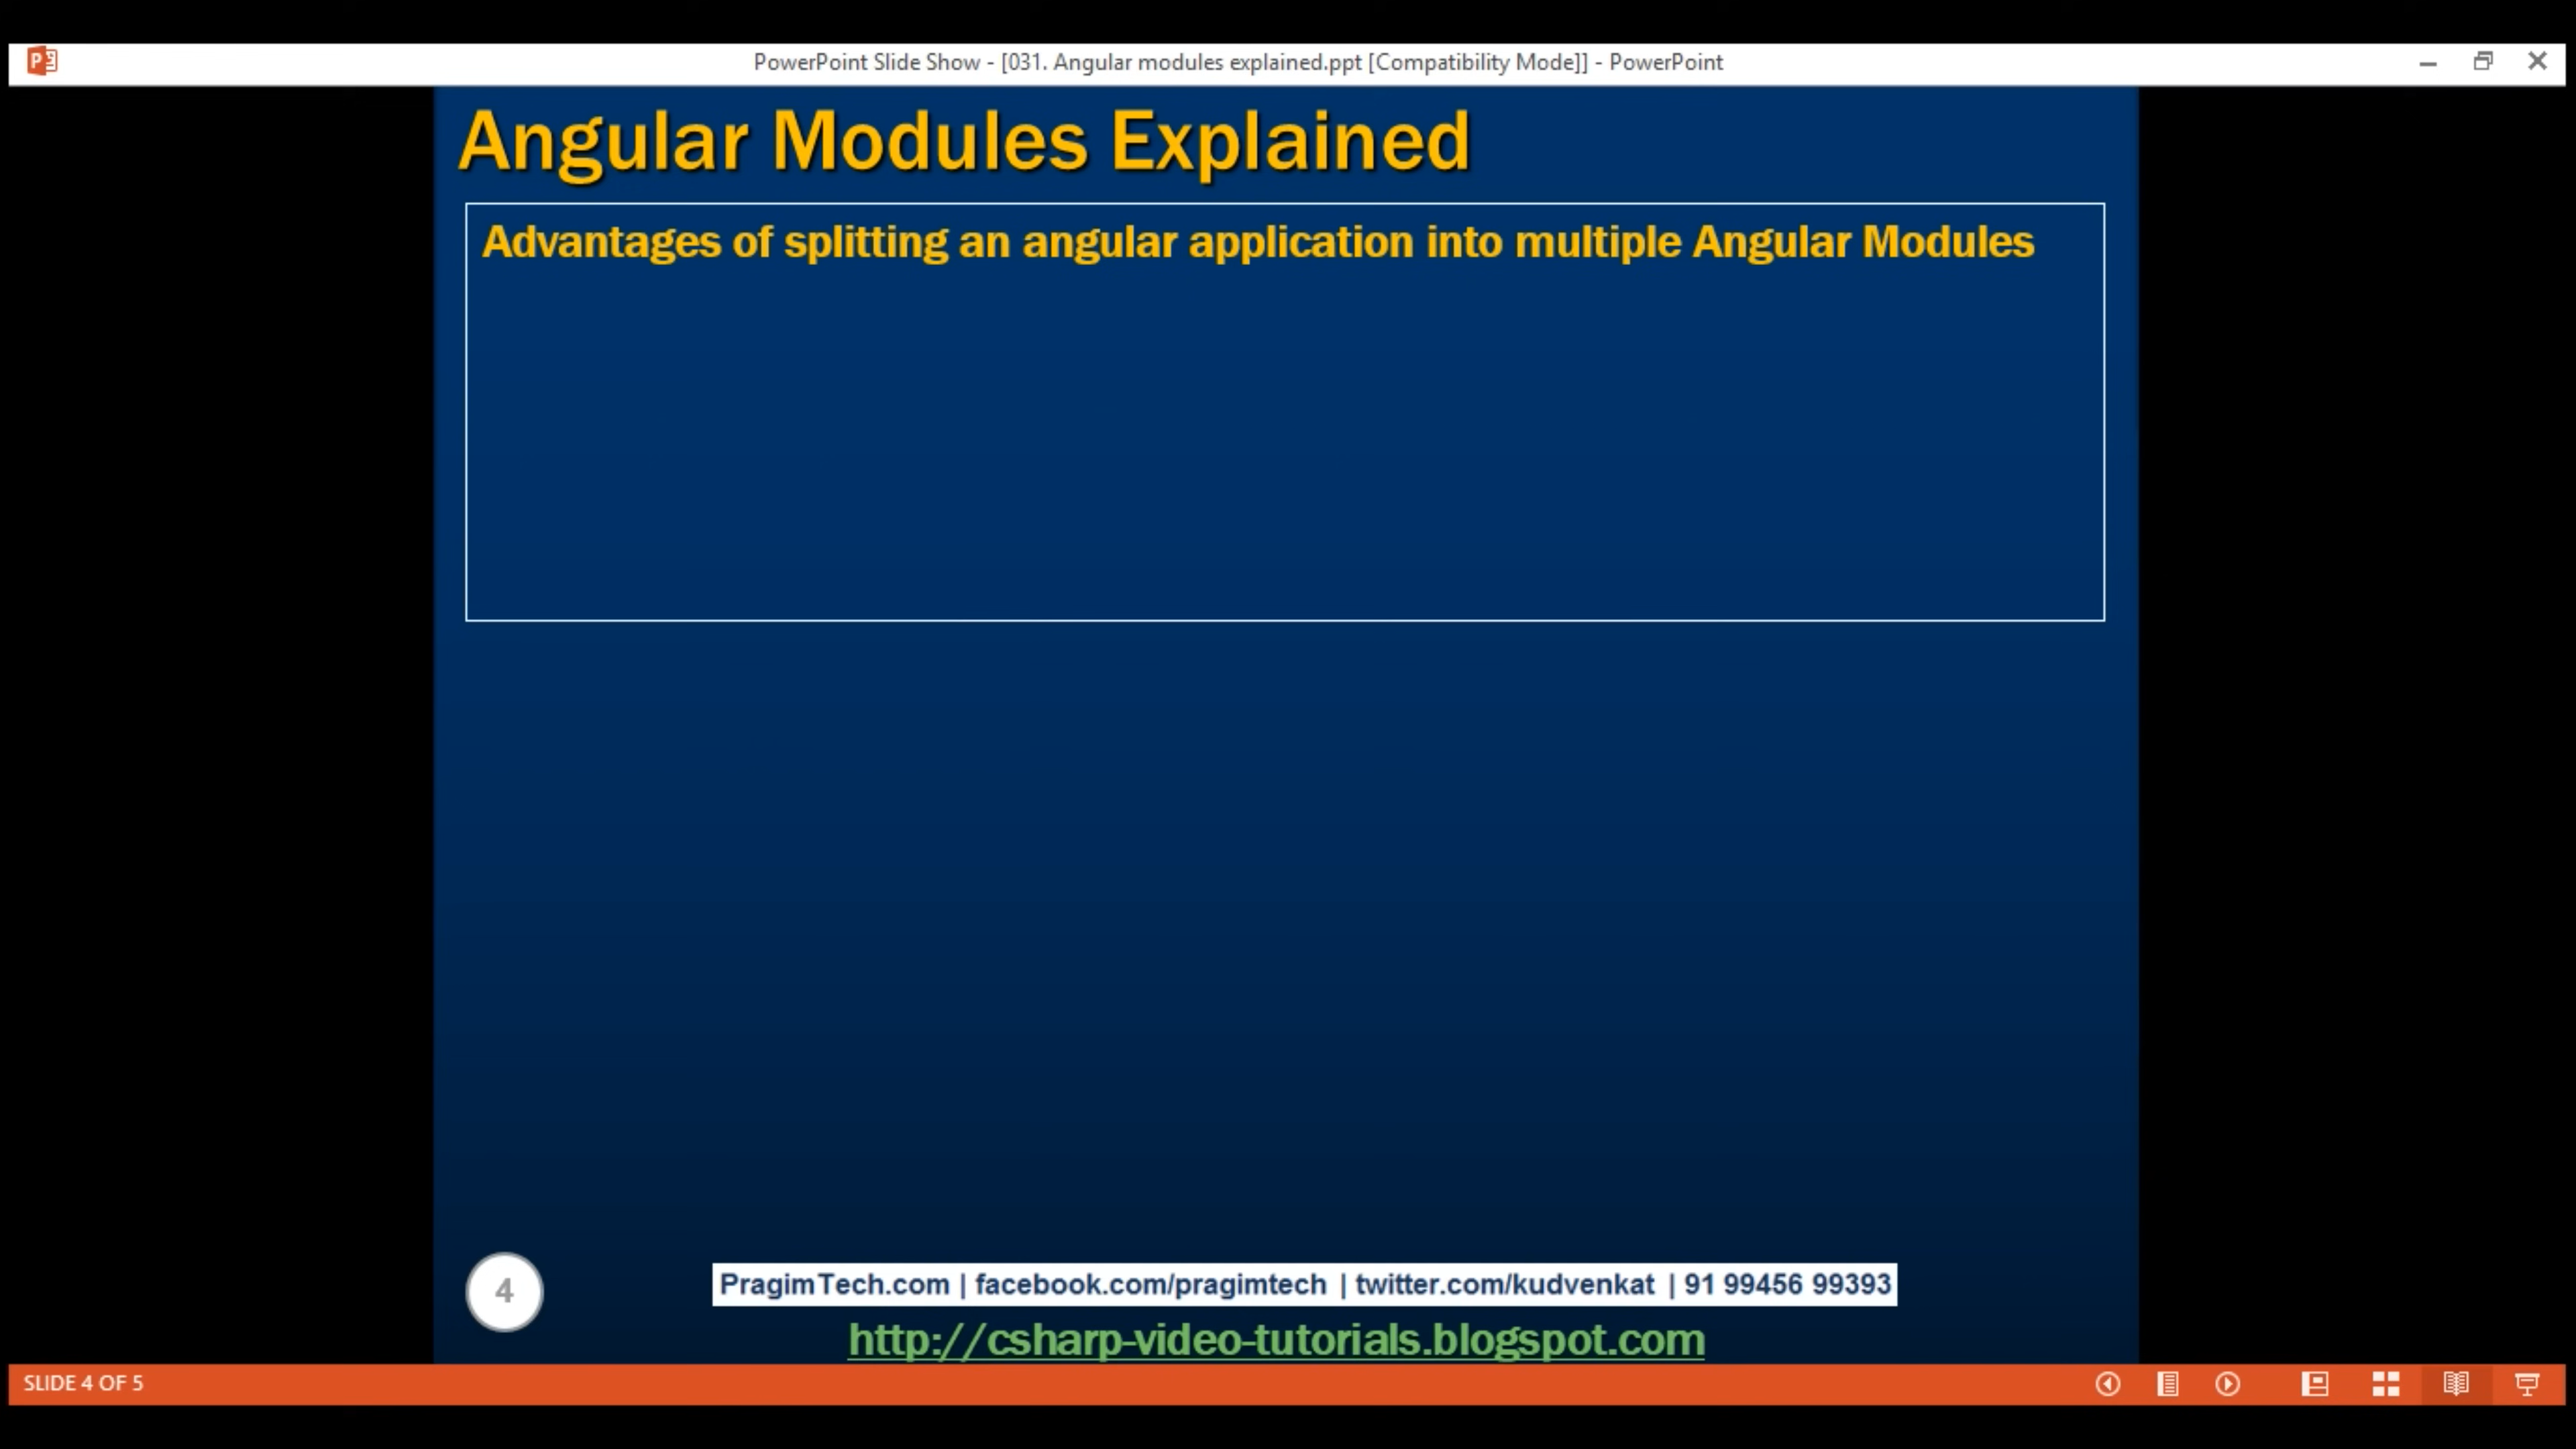 PowerPoint Slide Show - [031. Angular modules explained.ppt [Compatibility Mode]] - PowerPoint
Angular Modules Explained
Advantages of splitting an angular application into multiple Angular Modules
4
PragimTech.com | facebook.com/pragimtech | twitter.com/kudvenkat | 91 99456 99393
http://csharp-video-tutorials.blogspot.com
SLIDE 4 OF 5